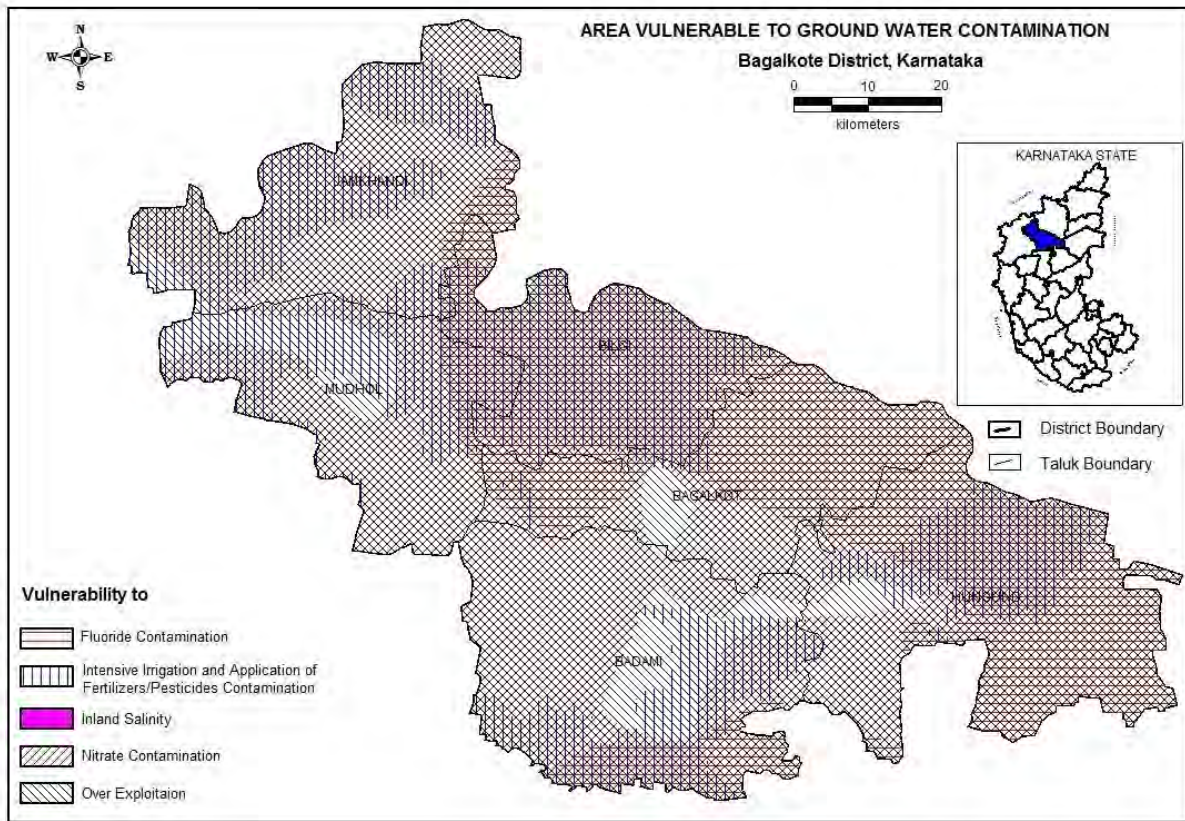 AREA VULNERABLE TO GROUND WATER CONTAMINATION
Bagalkote District, Karnataka
0 10 20
kilometers
N
W E
S
KARNATAKA STATE
JAMKHANDI
BILGI
MUDHOL
BAGALKOT
HUNGUND
BADAMI
District Boundary
Taluk Boundary
Vulnerability to
Fluoride Contamination
Intensive Irrigation and Application of
Fertilizers/Pesticides Contamination
Inland Salinity
Nitrate Contamination
Over Exploitaion